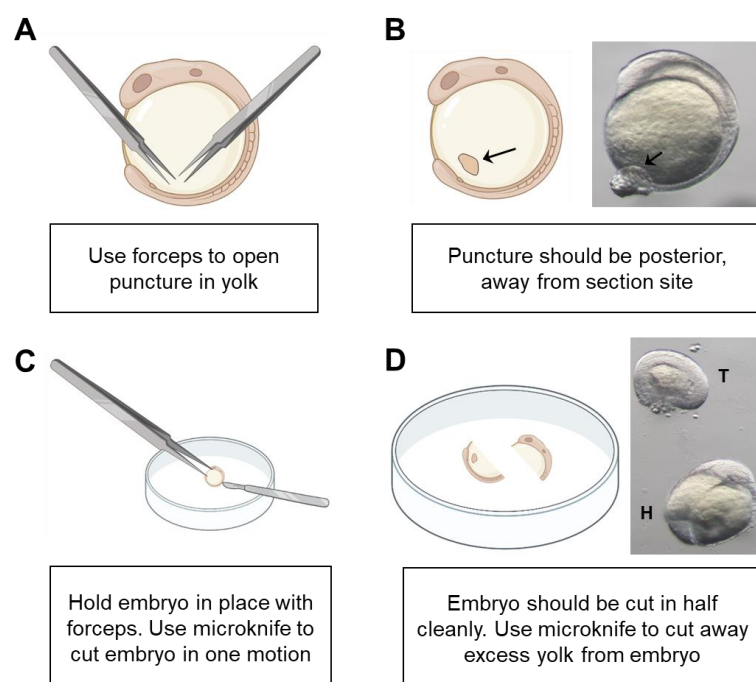 A
B
Use forceps to open
puncture in yolk
Puncture should be posterior,
away from section site
C
D
T
H
Hold embryo in place with
forceps. Use microknife to
cut embryo in one motion
Embryo should be cut in half
cleanly. Use microknife to cut away
excess yolk from embryo